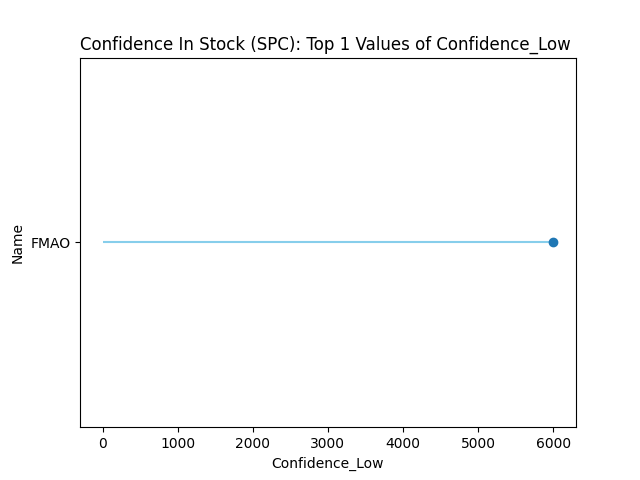 Confidence In Stock (SPC): Top 1 Values of Confidence_Low
Name
FMAO
0 1000 2000 3000 4000 5000 6000
Confidence_Low